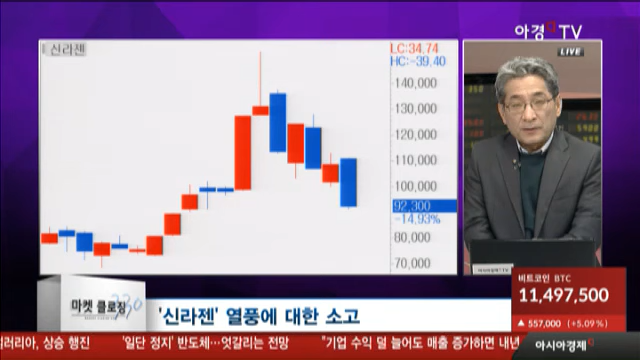 신라젠
LC:34.74
HC:-39.40
140,000
130,000
120,000
110,000
100,000
92,300
-14.93%
80,000
70,000
아경TV
LIVE
마켓 클로징
330
'신라젠' 열풍에 대한 소고
비트코인 BTC
11,497,500
▲ 557,000 (+5.09%)
러리아, 상승 행진 '일단 정지' 반도체…엇갈리는 전망 "기업 수익 덜 늘어도 매출 증가하면 내년
아시아경제